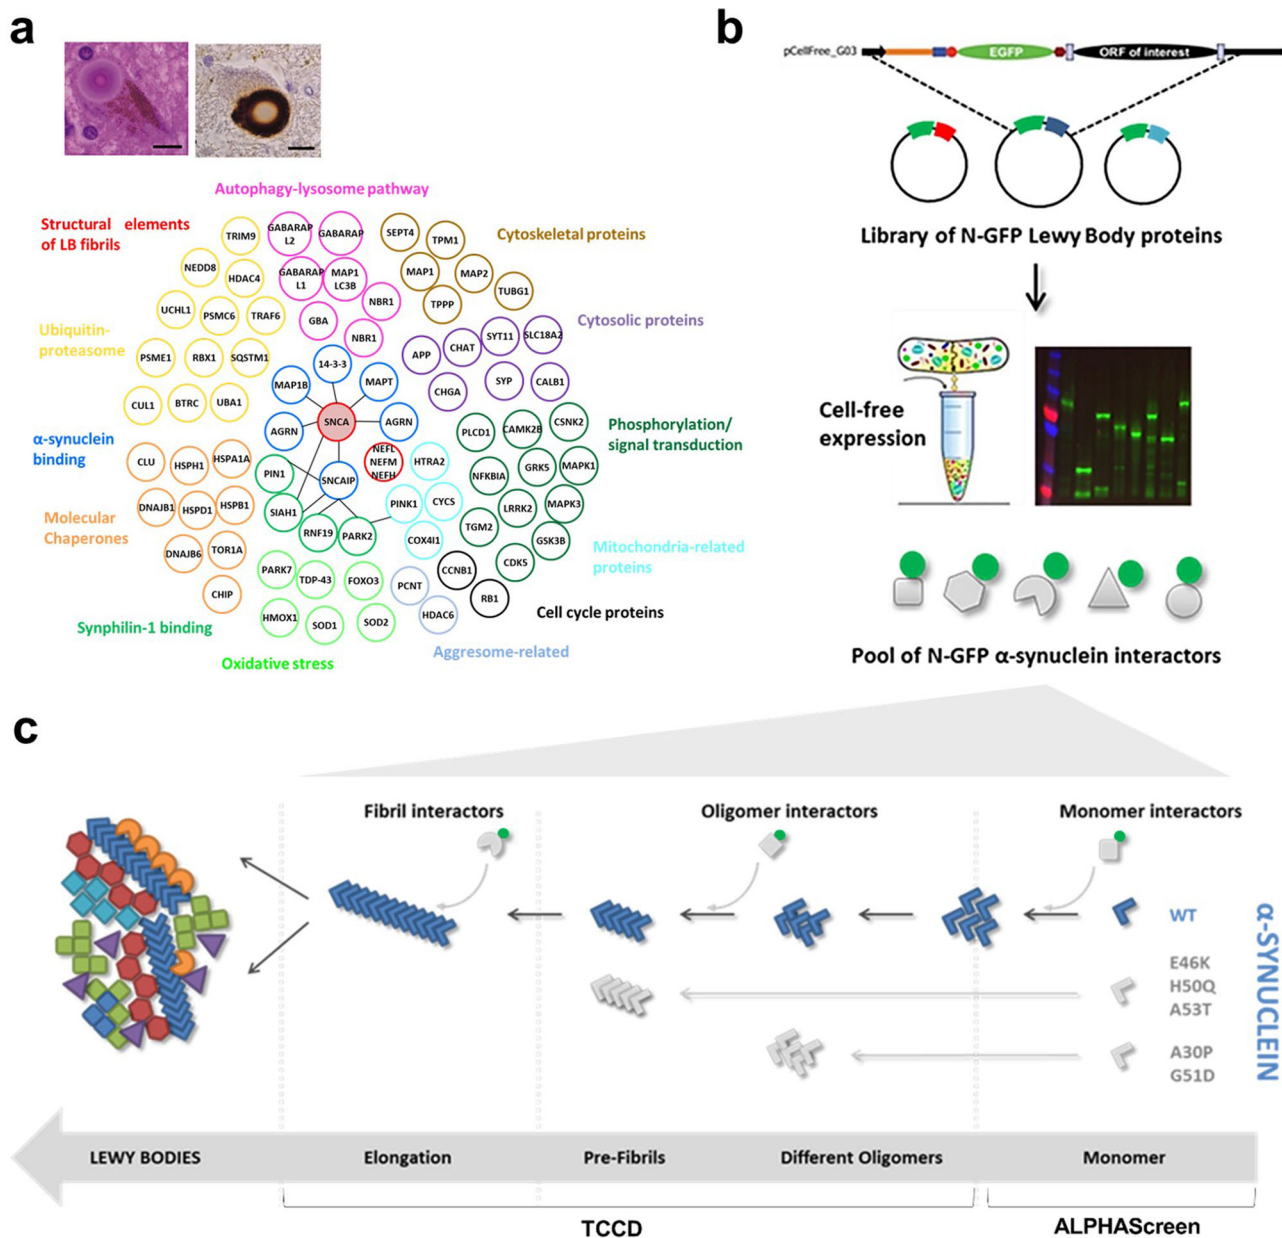 a
Autophagy-lysosome pathway
Structural elements
of LB fibrils
Cytoskeletal proteins
TRIM9
GABARAP
L2
GABARAP
SEPT4
TPM1
NEDD8
HDAC4
GABARAP
L1
MAP1
LC3B
MAP1
MAP2
TUBG1
UCHL1
PSMC6
TRAF6
GBA
NBR1
TPPP
Cytosolic proteins
Ubiquitin-
proteasome
PSME1
RBX1
SQSTM1
NBR1
APP
CHAT
SYT11
SLC18A2
14-3-3
MAP1B
MAPT
CHGA
SYP
CALB1
CUL1
BTRC
UBA1
SNCA
AGRN
AGRN
PLCD1
CAMK2B
CSNK2
Phosphorylation/
signal transduction
α-synuclein
binding
CLU
HSPH1
HSPA1A
PIN1
NEFL
NEFM
NEFH
HTRA2
NFKBIA
GRK5
MAPK1
SNCAIP
DNAJB1
HSPD1
HSPB1
SIAH1
PINK1
CYCS
LRRK2
MAPK3
Molecular
Chaperones
RNF19
PARK2
COX4I1
TGM2
GSK3B
Mitochondria-related
proteins
DNAJB6
TOR1A
CDK5
CHIP
PARK7
TDP-43
FOXO3
PCNT
CCNB1
RB1
Cell cycle proteins
HMOX1
SOD1
SOD2
HDAC6
Synphilin-1 binding
Oxidative stress
Aggresome-related
b
pCellFree_G03
EGFP
ORF of interest
Library of N-GFP Lewy Body proteins
Cell-free
expression
Pool of N-GFP α-synuclein interactors
c
Fibril interactors
Oligomer interactors
Monomer interactors
WT
E46K
H50Q
A53T
A30P
G51D
α-SYNUCLEIN
LEWY BODIES
Elongation
Pre-Fibrils
Different Oligomers
Monomer
TCCD
ALPHAScreen